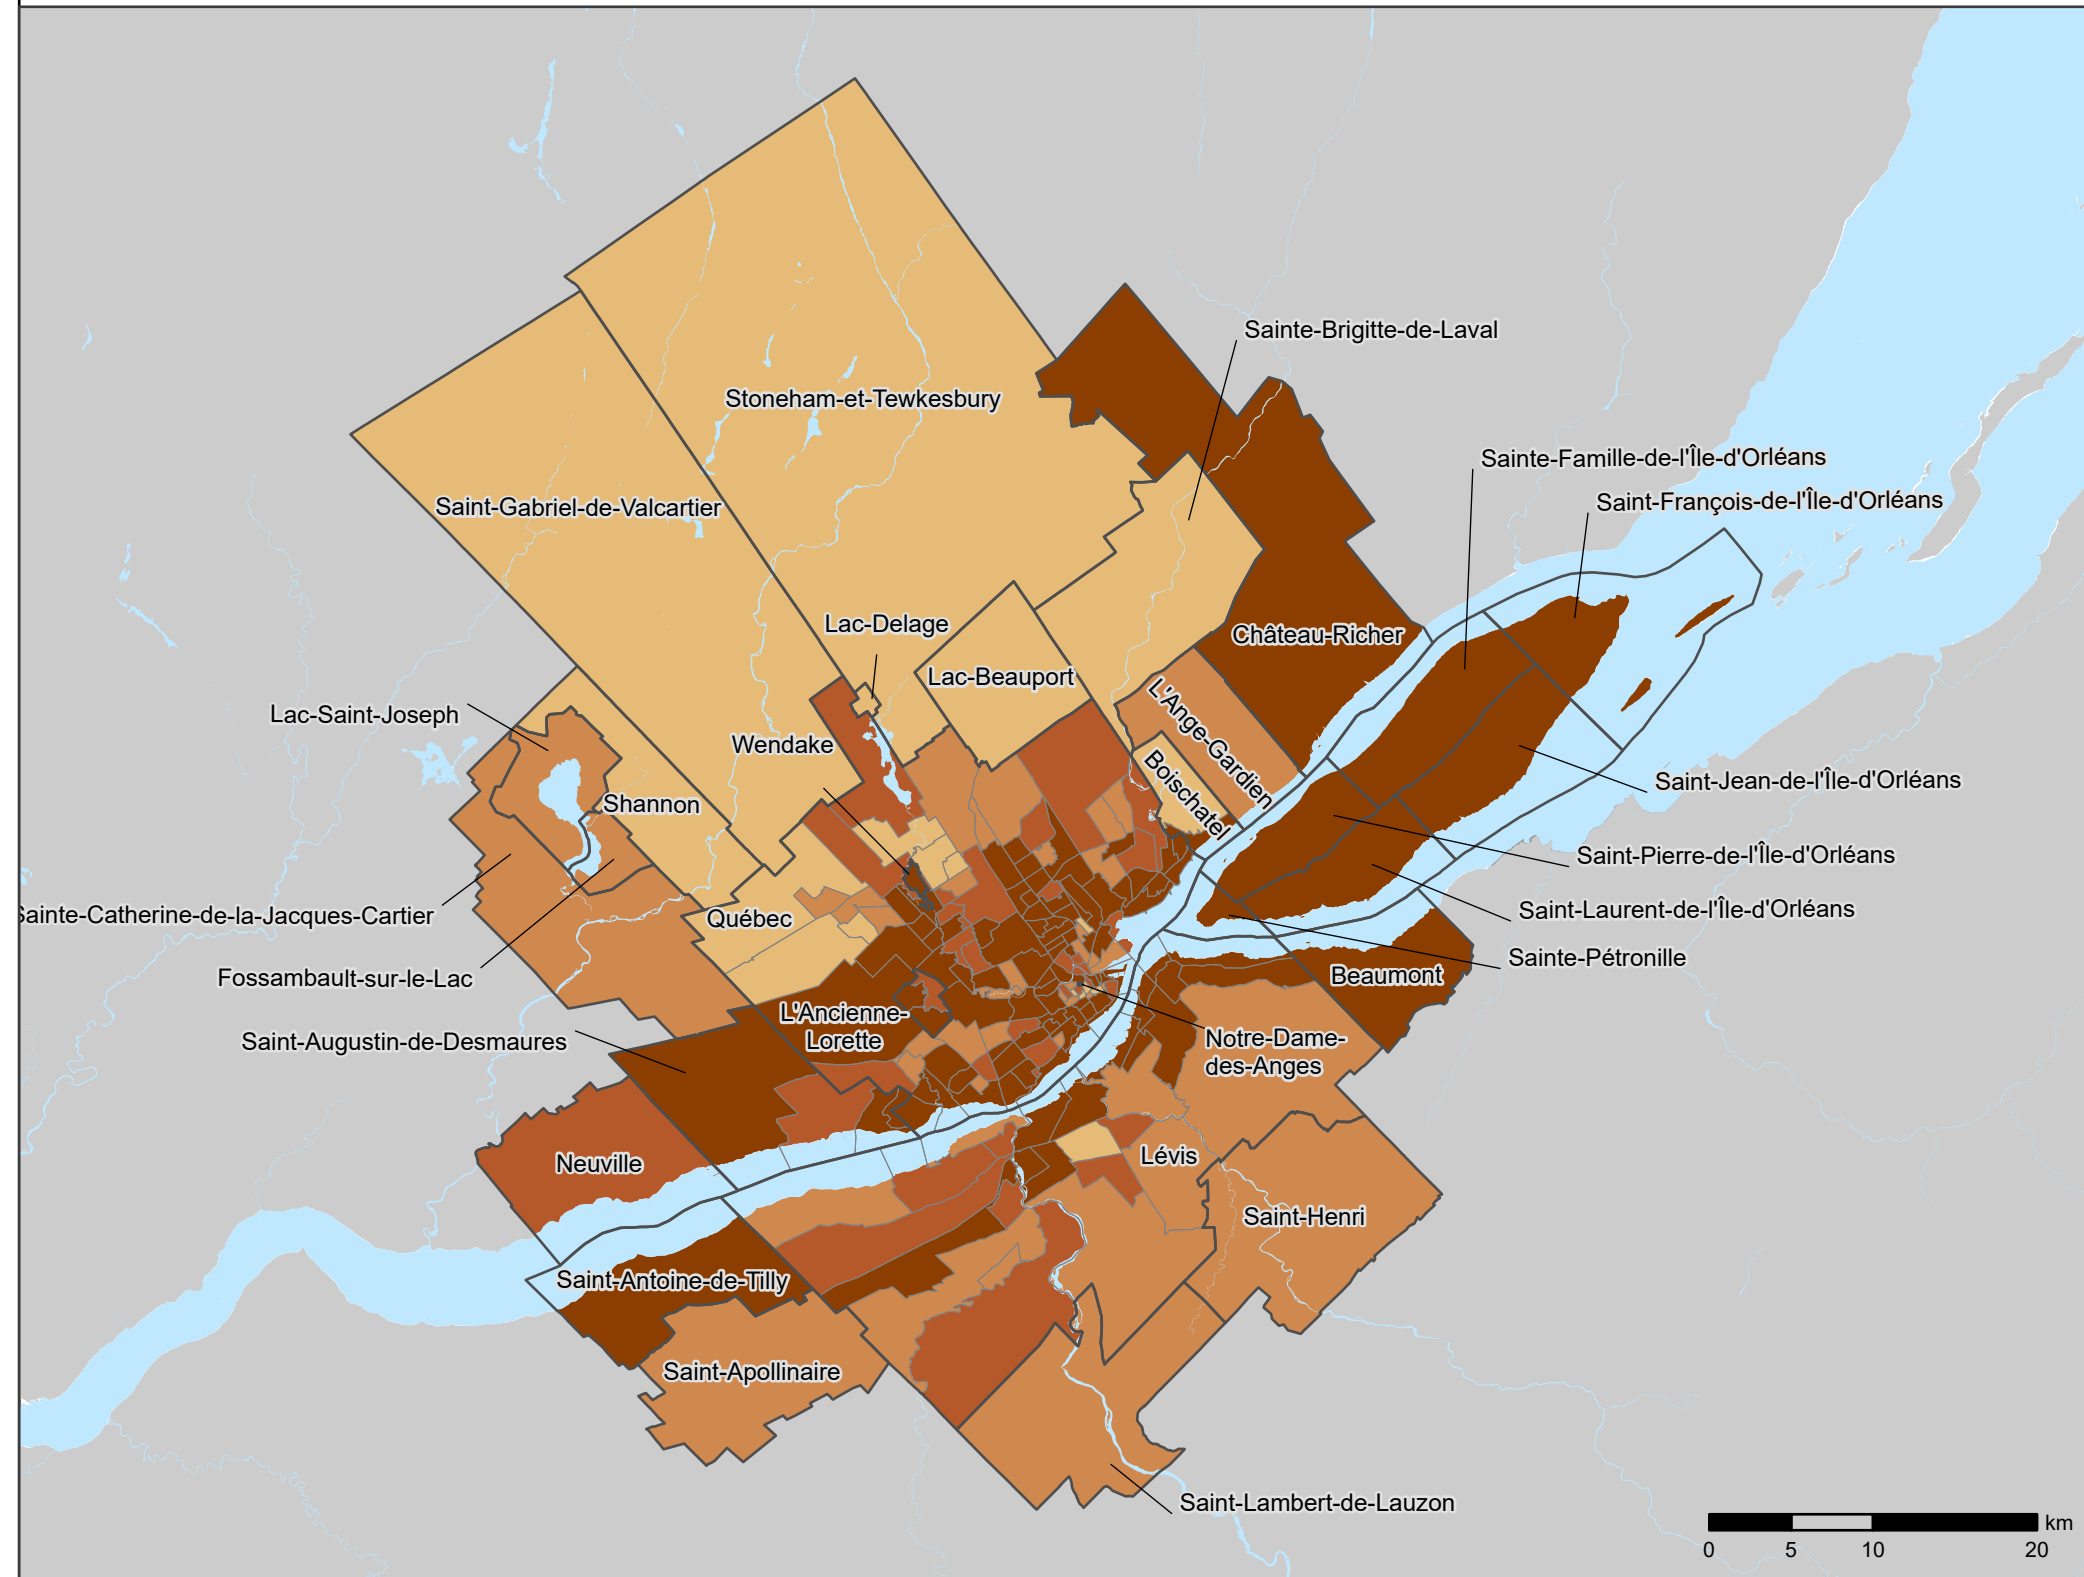 Sainte-Brigitte-de-Laval
Stoneham-et-Tewkesbury
Sainte-Famille-de-l'Île-d'Orléans
Saint-François-de-l'Île-d'Orléans
Saint-Gabriel-de-Valcartier
Lac-Delage
Château-Richer
Lac-Beauport
L'Ange-Gardien
Lac-Saint-Joseph
Wendake
Boischatel
Saint-Jean-de-l'Île-d'Orléans
Shannon
Saint-Pierre-de-l'Île-d'Orléans
Sainte-Catherine-de-la-Jacques-Cartier
Québec
Saint-Laurent-de-l'Île-d'Orléans
Sainte-Pétronille
Fossambault-sur-le-Lac
Beaumont
L'Ancienne-
Lorette
Saint-Augustin-de-Desmaures
Notre-Dame-
des-Anges
Neuville
Lévis
Saint-Henri
Saint-Antoine-de-Tilly
Saint-Apollinaire
Saint-Lambert-de-Lauzon
km
0 5 10 20